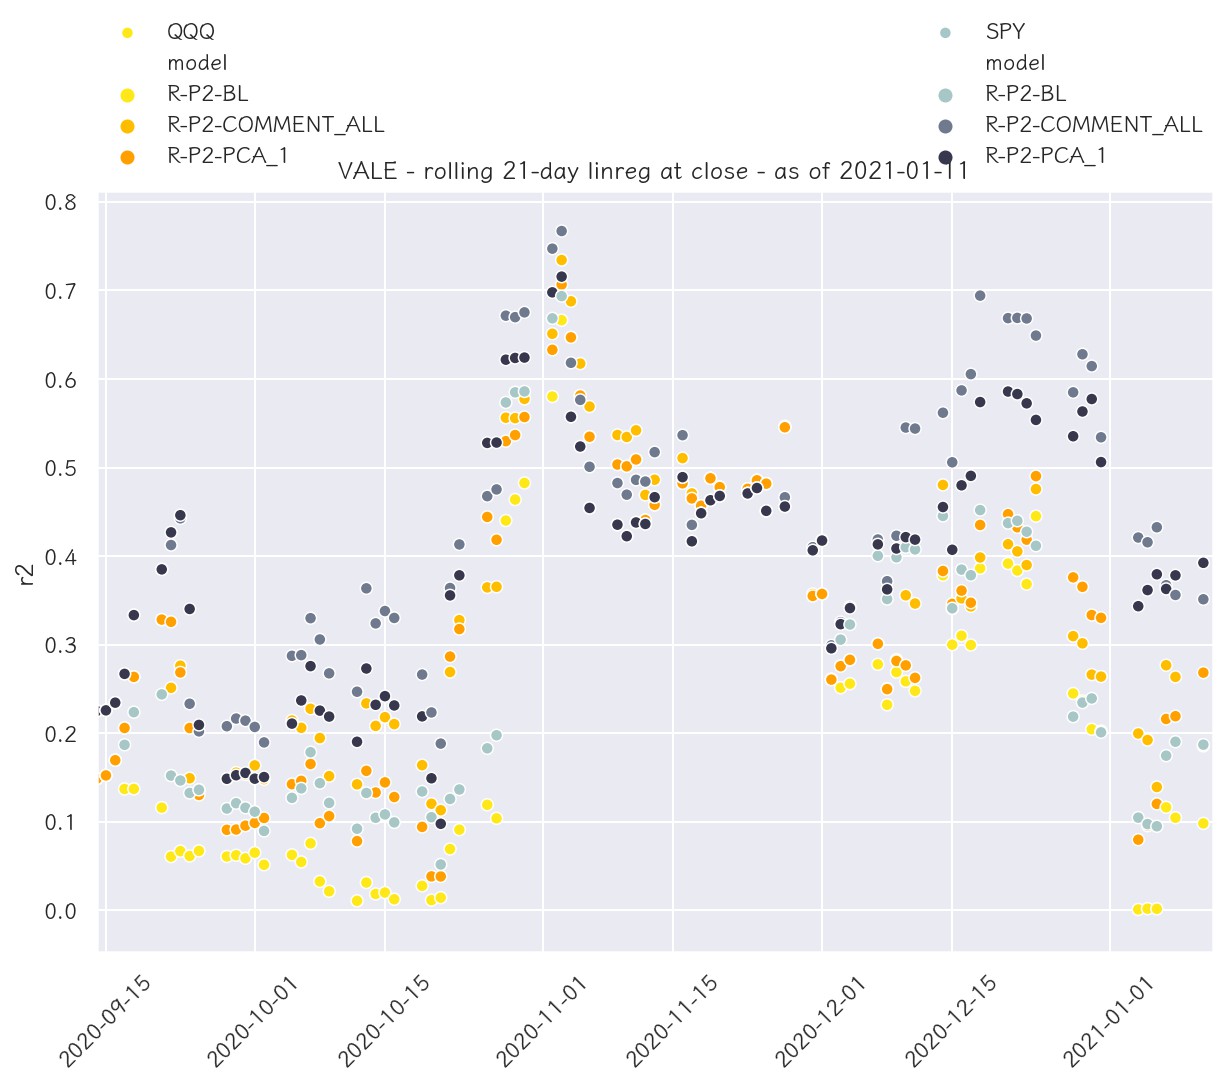 QQQ
model
R-P2-BL
R-P2-COMMENT_ALL
R-P2-PCA_1
SPY
model
R-P2-BL
R-P2-COMMENT_ALL
R-P2-PCA_1
VALE - rolling 21-day linreg at close - as of 2021-01-11
r2
0.8
0.7
0.6
0.5
0.4
0.3
0.2
0.1
0.0
2020-09-15
2020-10-01
2020-10-15
2020-11-01
2020-11-15
2020-12-01
2020-12-15
2021-01-01